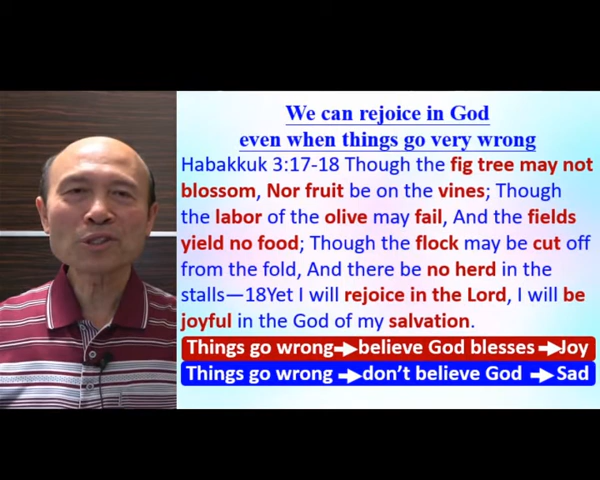 We can rejoice in God
even when things go very wrong
Habakkuk 3:17-18 Though the fig tree may not
blossom, Nor fruit be on the vines; Though
the labor of the olive may fail, And the fields
yield no food; Though the flock may be cut off
from the fold, And there be no herd in the
stalls—18Yet I will rejoice in the Lord, I will be
joyful in the God of my salvation.
Things go wrong➔believe God blesses ➔Joy
Things go wrong ➔don't believe God ➔ Sad